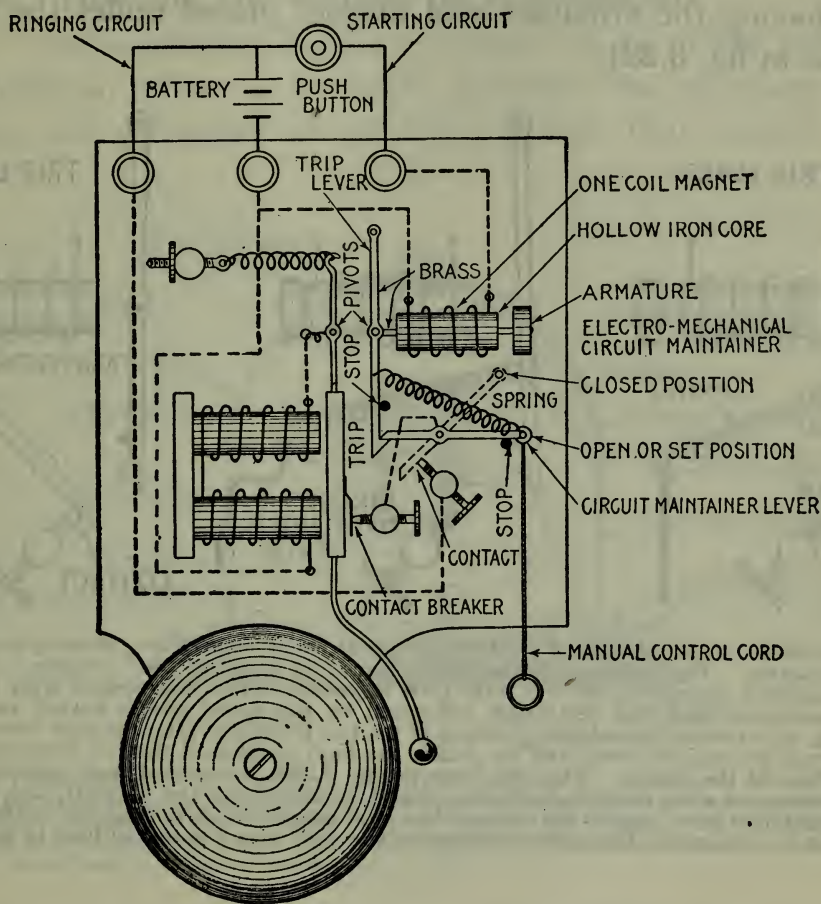 RINGING CIRCUIT
STARTING CIRCUIT
BATTERY
PUSH
BUTTON
TRIP
LEVER
ONE COIL MAGNET
HOLLOW IRON CORE
PIVOTS
BRASS
ARMATURE
ELECTRO-MECHANICAL
CIRCUIT MAINTAINER
STOP
SPRING
CLOSED POSITION
TRIP
OPEN OR SET POSITION
STOP
CIRCUIT MAINTAINER LEVER
CONTACT
CONTACT BREAKER
MANUAL CONTROL CORD